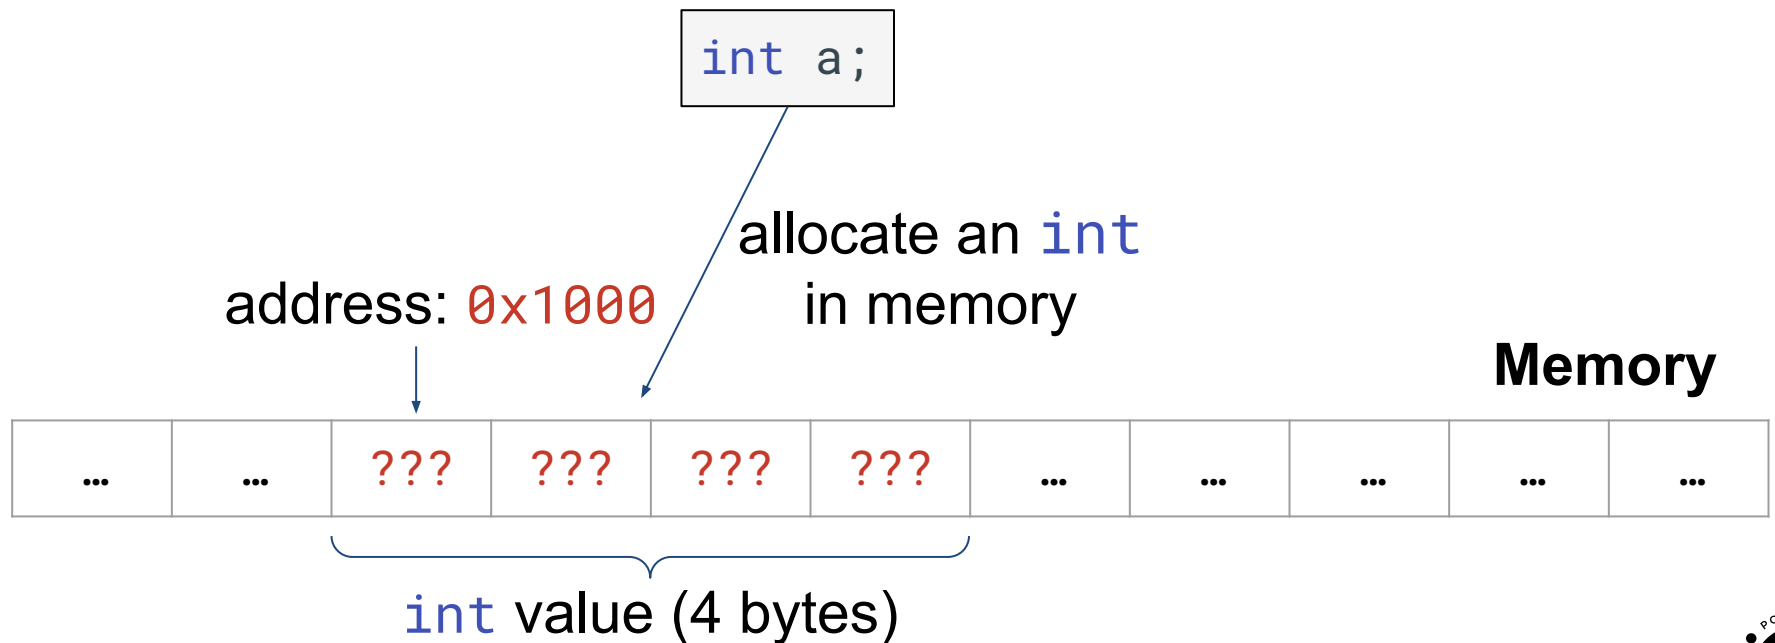 int a;
allocate an int
in memory
address: 0x1000
Memory
… … ??? ??? ??? ??? … … … … …
int value (4 bytes)